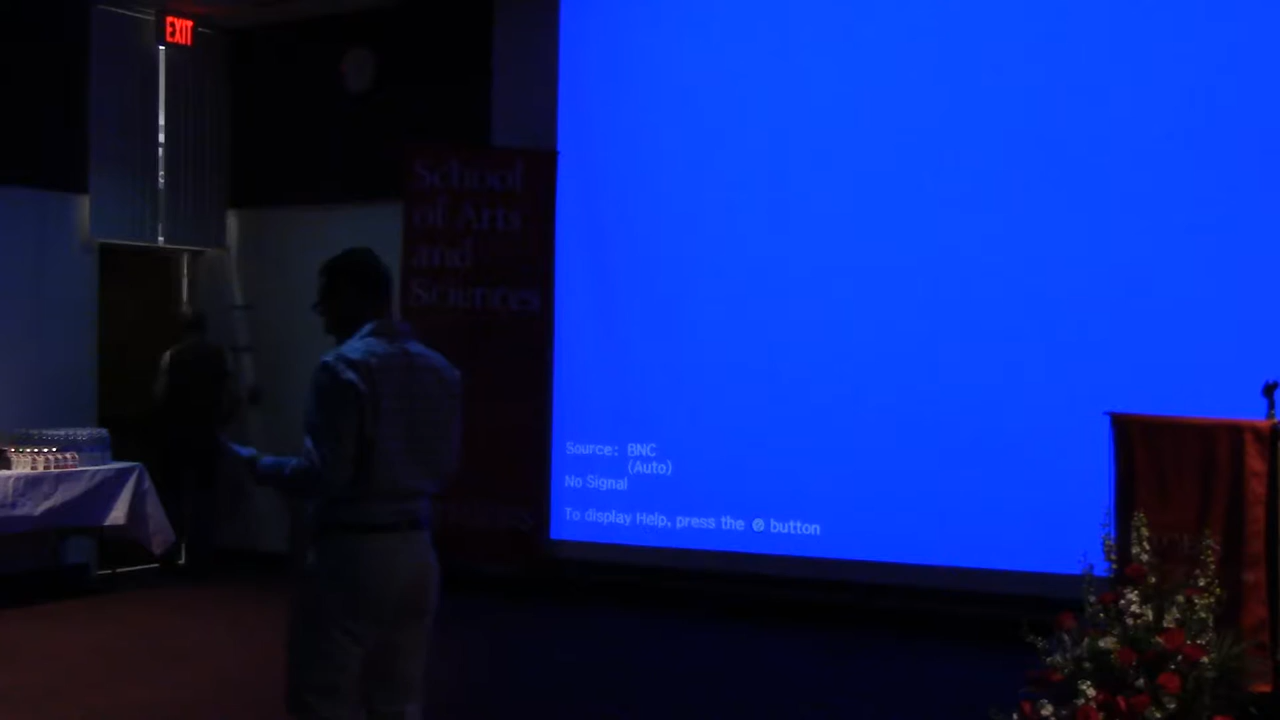 EXIT
School
of Arts
and
Sciences
Source: BNC
(Auto)
No Signal
To display Help, press the button